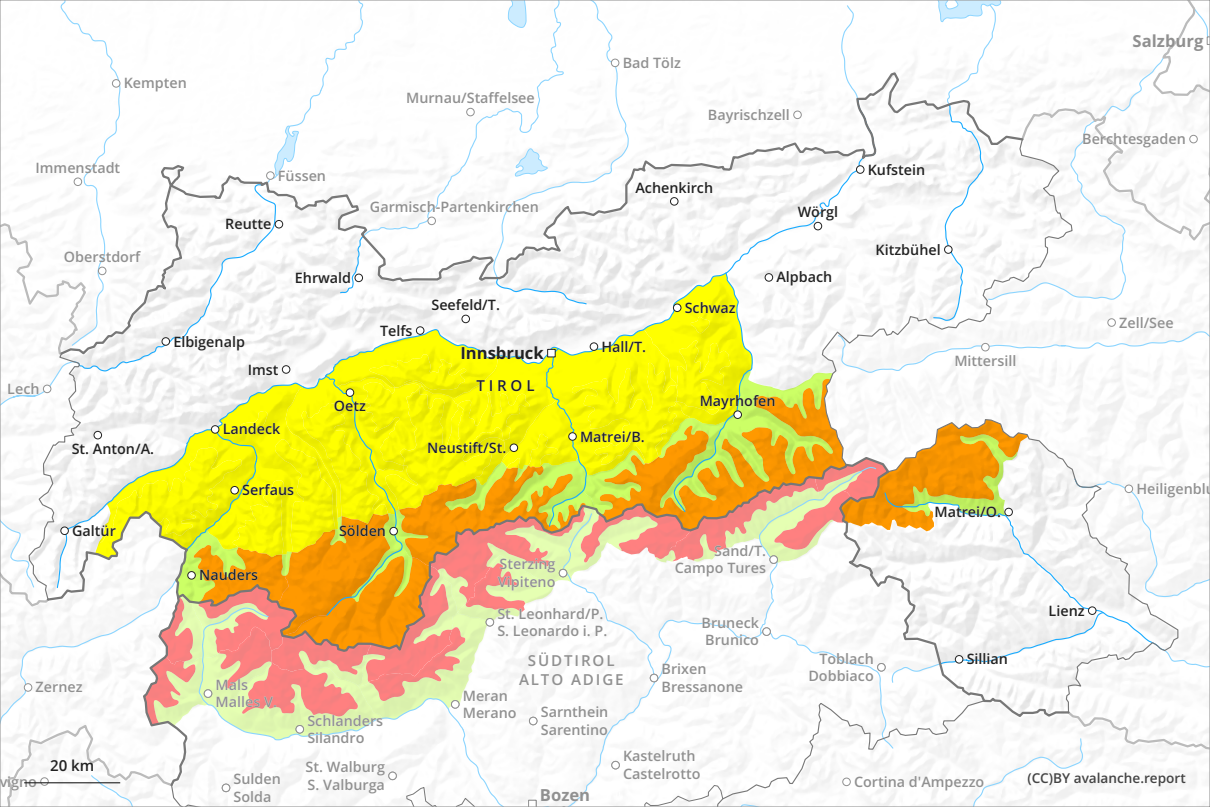 Salzburg
Bad Tölz
Kempten
Murnau/Staffelsee
Bayrischzell
Berchtesgaden
Immenstadt
Füssen
Kufstein
Achenkirch
Garmisch-Partenkirchen
Wörgl
Reutte
Kitzbühel
Oberstdorf
Ehrwald
Alpbach
Seefeld/T.
Schwaz
Zell/See
Telfs
Elbigenalp
Innsbruck
Hall/T.
Mittersill
Imst
TIROL
Lech
Oetz
Mayrhofen
Landeck
Matrei/B.
St. Anton/A.
Neustift/St.
Serfaus
Heiligenblu
Matrei/O.
Galtür
Sölden
Sand/T.
Campo Tures
Sterzing
Vipiteno
Nauders
St. Leonhard/P.
S. Leonardo i. P.
Lienz
Bruneck
Brunico
Sillian
SÜDTIROL
ALTO ADIGE
Toblach
Dobbiaco
Brixen
Bressanone
Zernez
Mals
Malles V.
Meran
Merano
Sarnthein
Sarentino
Schlanders
Silandro
Kastelruth
Castelrotto
20 km
St. Walburg
S. Valburga
Sulden
Solda
vigno
Cortina d'Ampezzo
(CC)BY avalanche.report
Bozen